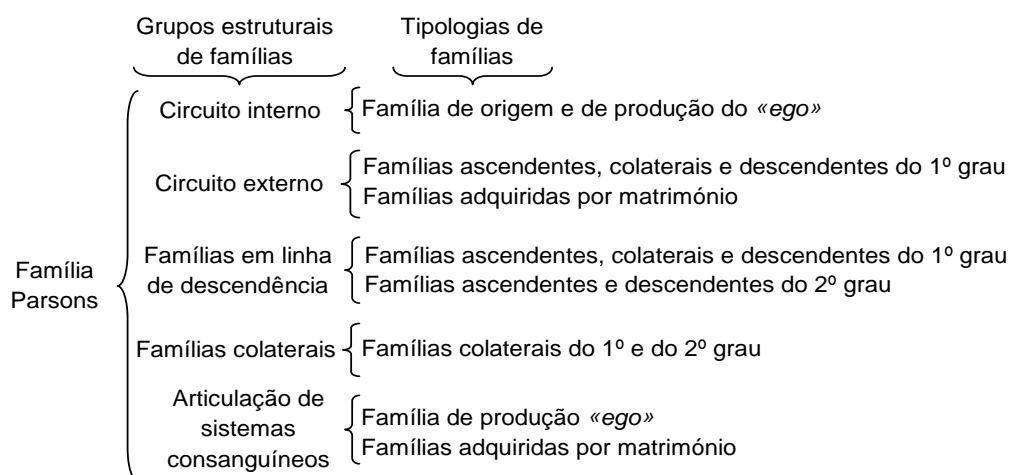 Grupos estruturais
de famílias
Tipologias de
famílias
Família
Parsons
Circuito interno
Família de origem e de produção do «ego»
Circuito externo
Famílias ascendentes, colaterais e descendentes do 1º grau
Famílias adquiridas por matrimónio
Famílias em linha
de descendência
Famílias ascendentes, colaterais e descendentes do 1º grau
Famílias ascendentes e descendentes do 2º grau
Famílias colaterais
Famílias colaterais do 1º e do 2º grau
Articulação de
sistemas
consanguíneos
Família de produção «ego»
Famílias adquiridas por matrimónio